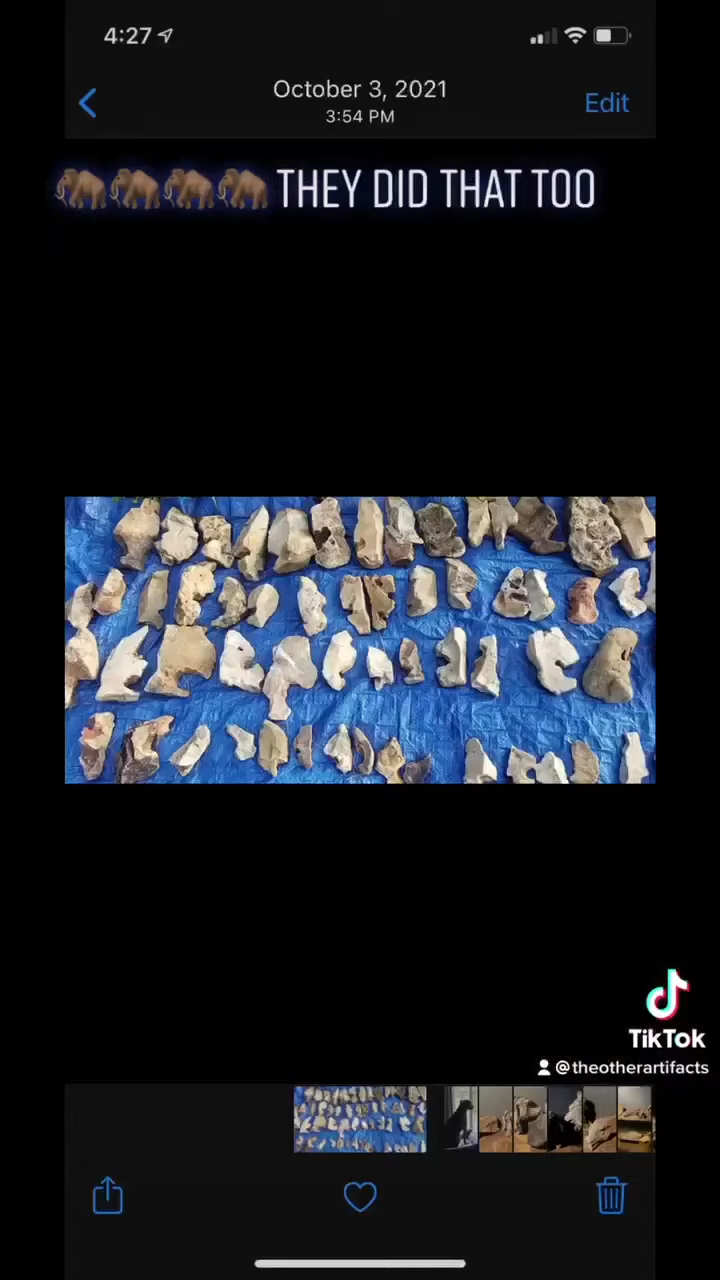 4:27
October 3, 2021
3:54 PM
Edit
🦣🦣🦣🦣 THEY DID THAT TOO
TikTok
@theotherartifacts